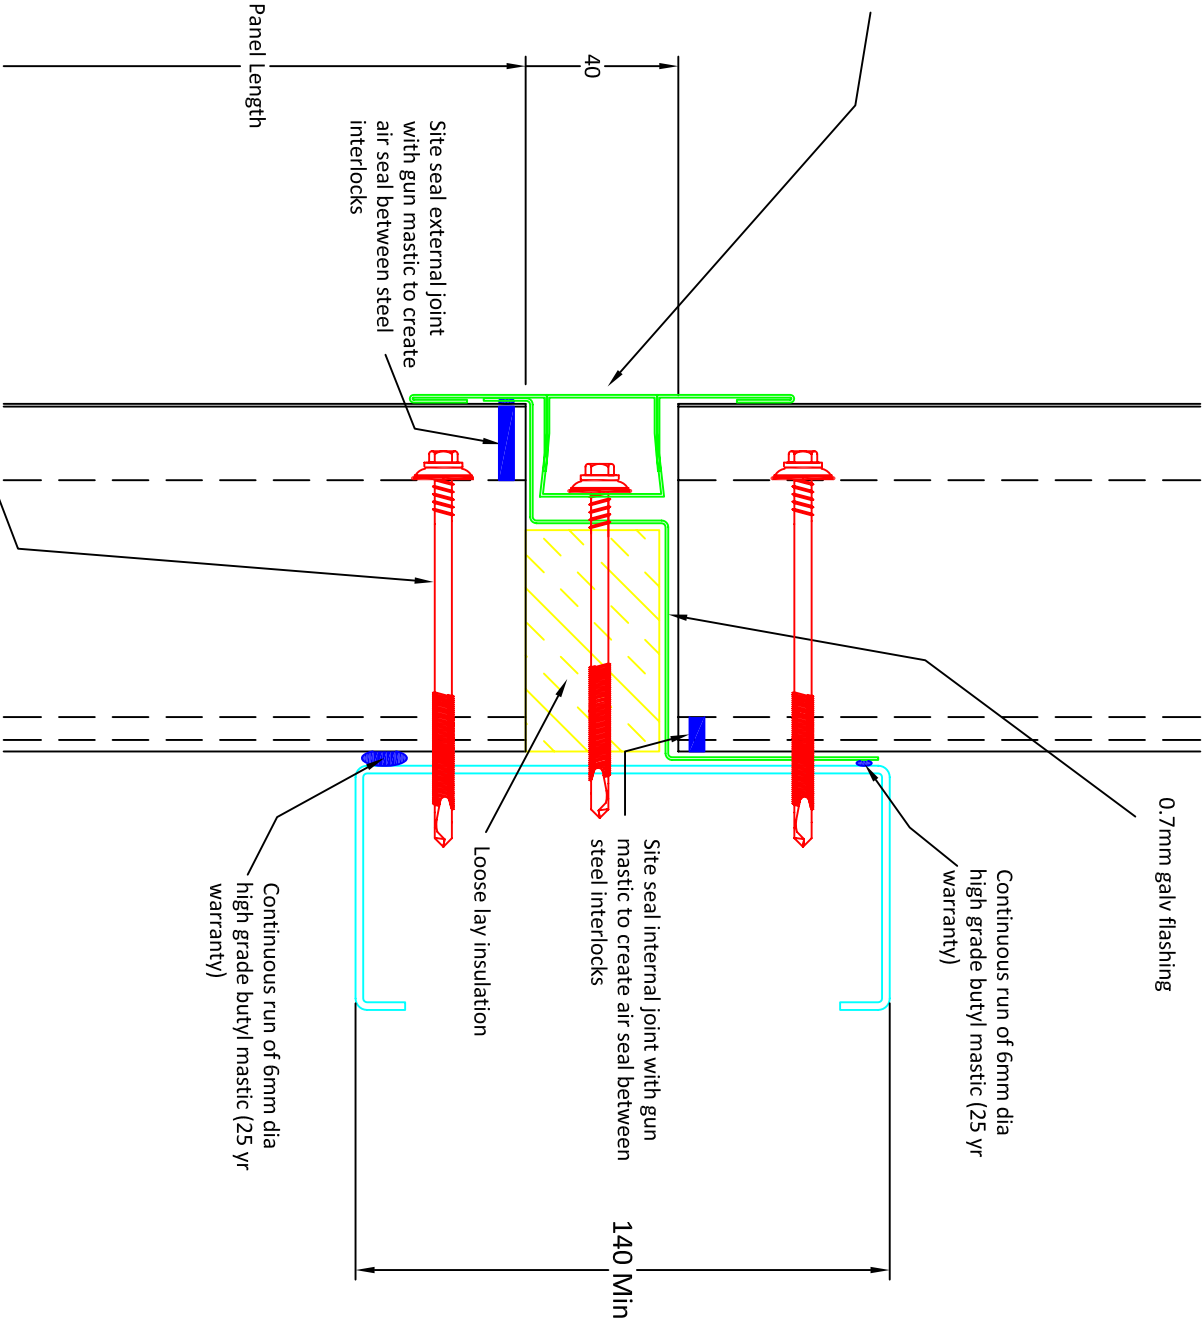 Panel Length
40
Site seal external joint
with gun mastic to create
air seal between steel
interlocks
0.7mm galv flashing
Continuous run of 6mm dia
high grade butyl mastic (25 yr
warranty)
Site seal internal joint with gun
mastic to create air seal between
steel interlocks
Loose lay insulation
Continuous run of 6mm dia
high grade butyl mastic (25 yr
warranty)
140 Min